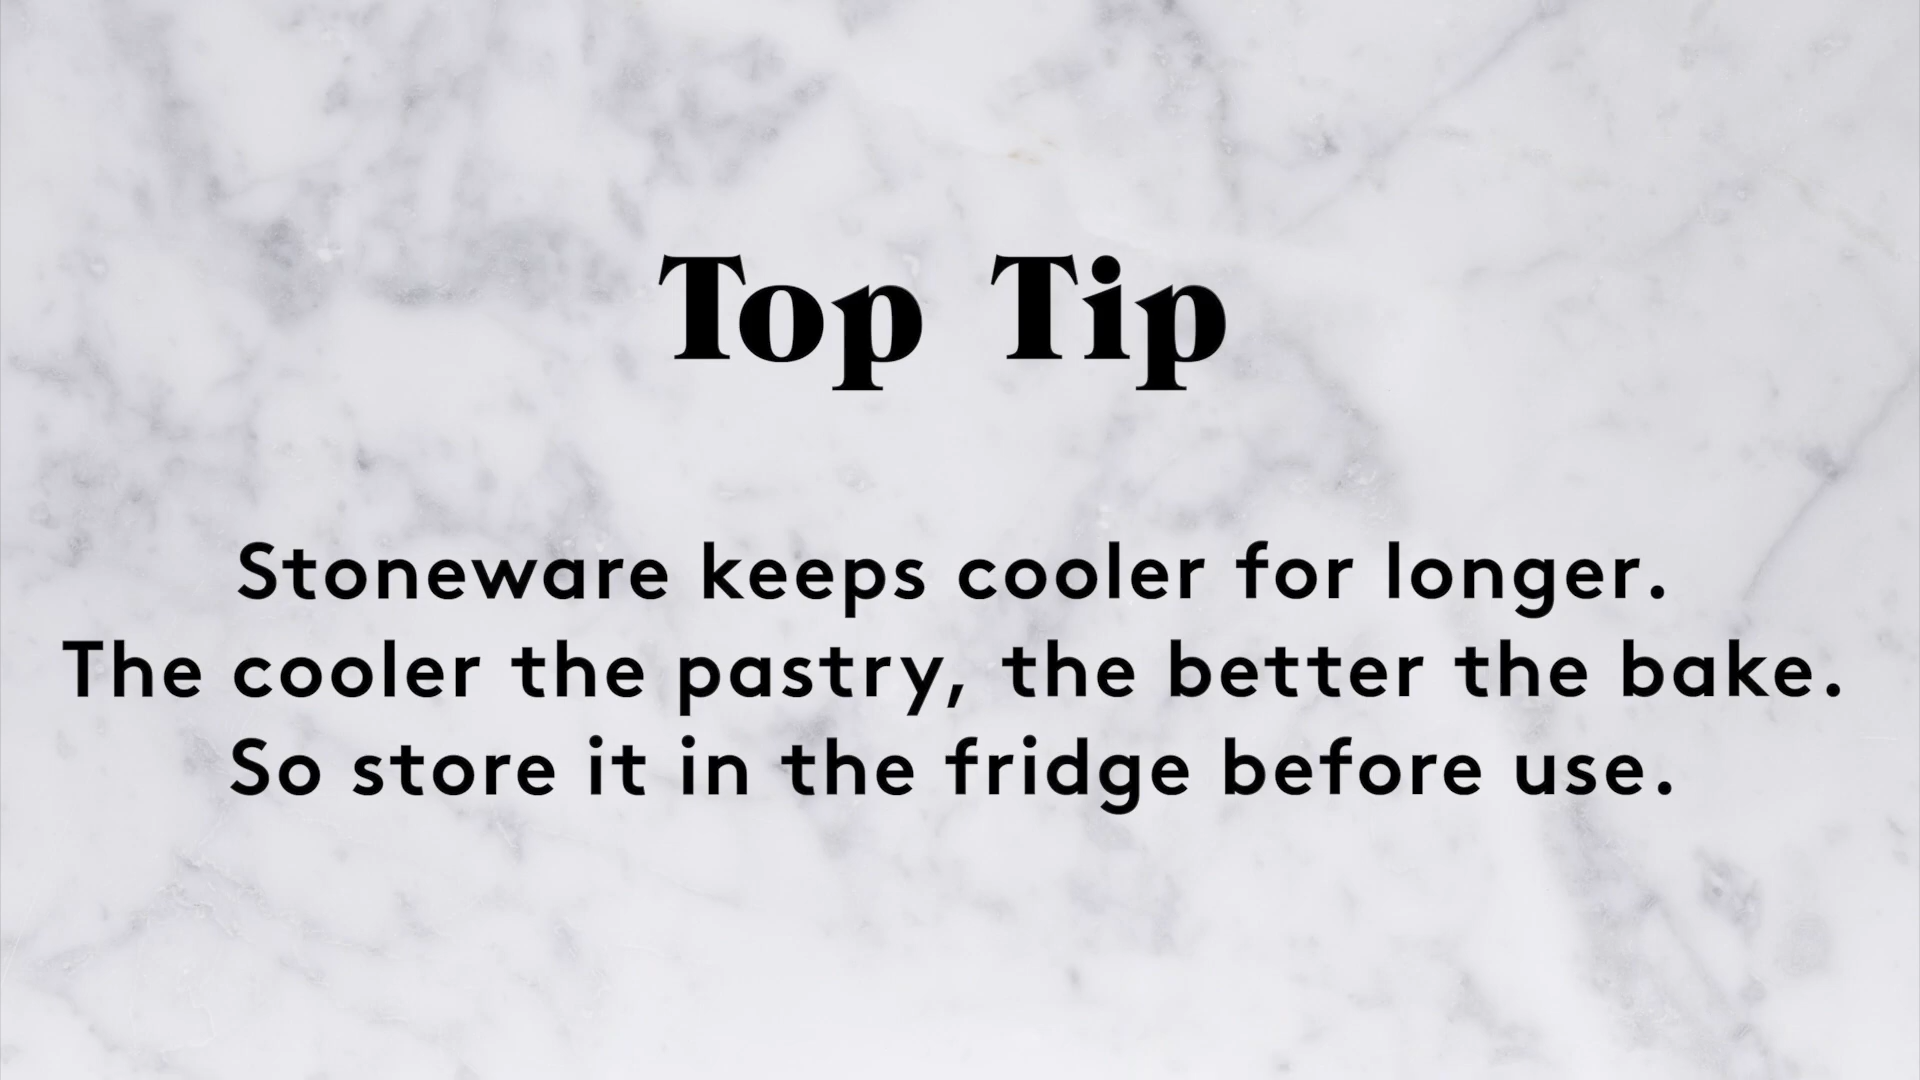 Top Tip
Stoneware keeps cooler for longer.
The cooler the pastry, the better the bake.
So store it in the fridge before use.